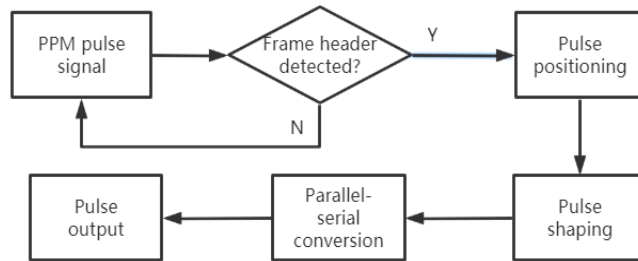 PPM pulse
signal
Frame header
detected?
Y
Pulse
positioning
N
Pulse
shaping
Parallel-
serial
conversion
Pulse
output